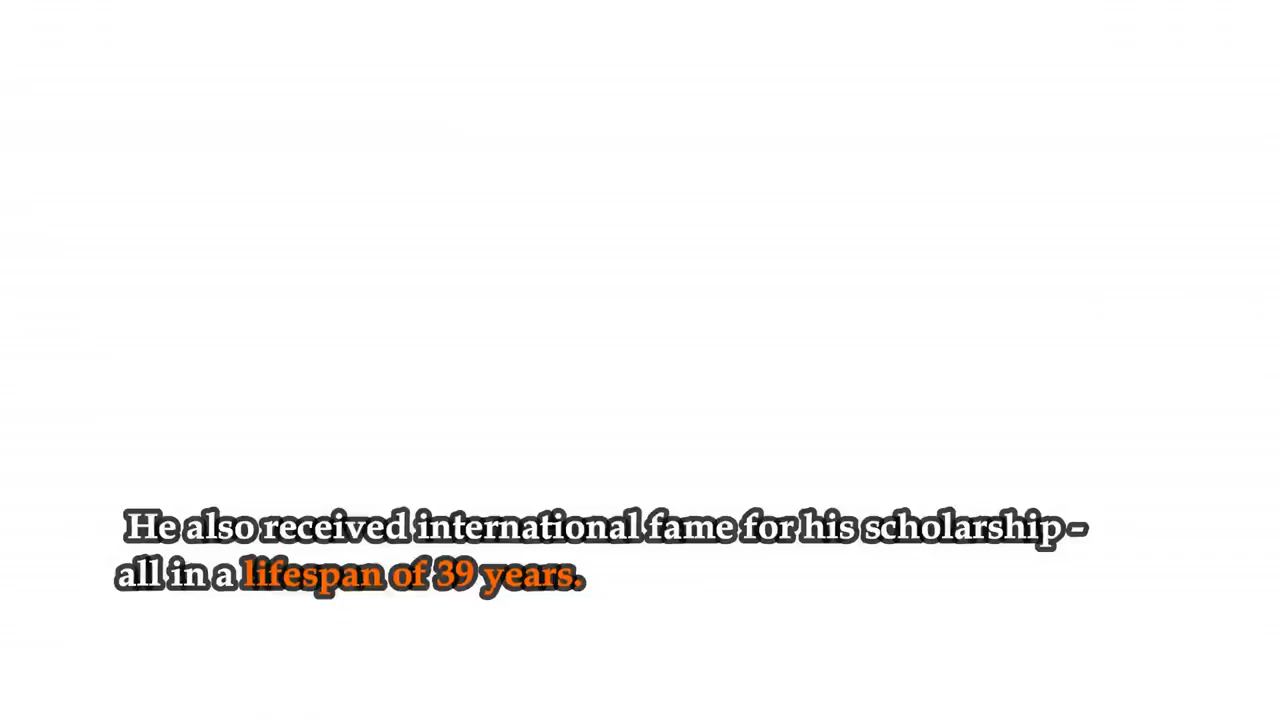 He also received international fame for his scholarship -
all in a lifespan of 39 years.